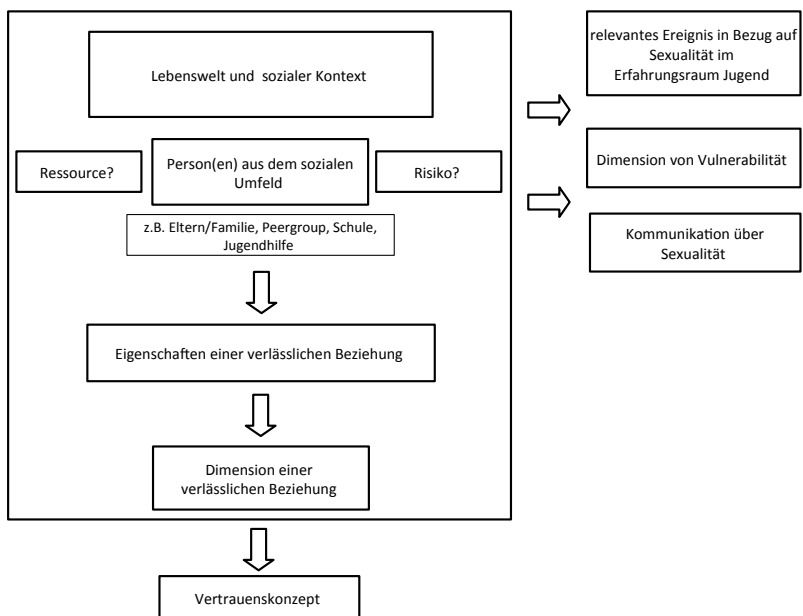 Lebenswelt und sozialer Kontext
Ressource?
Person(en) aus dem sozialen
Umfeld
Risiko?
z.B. Eltern/Familie, Peergroup, Schule,
Jugendhilfe
Eigenschaften einer verlässlichen Beziehung
Dimension einer
verlässlichen Beziehung
Vertrauenskonzept
relevantes Ereignis in Bezug auf
Sexualität im
Erfahrungsraum Jugend
Dimension von Vulnerabilität
Kommunikation über
Sexualität